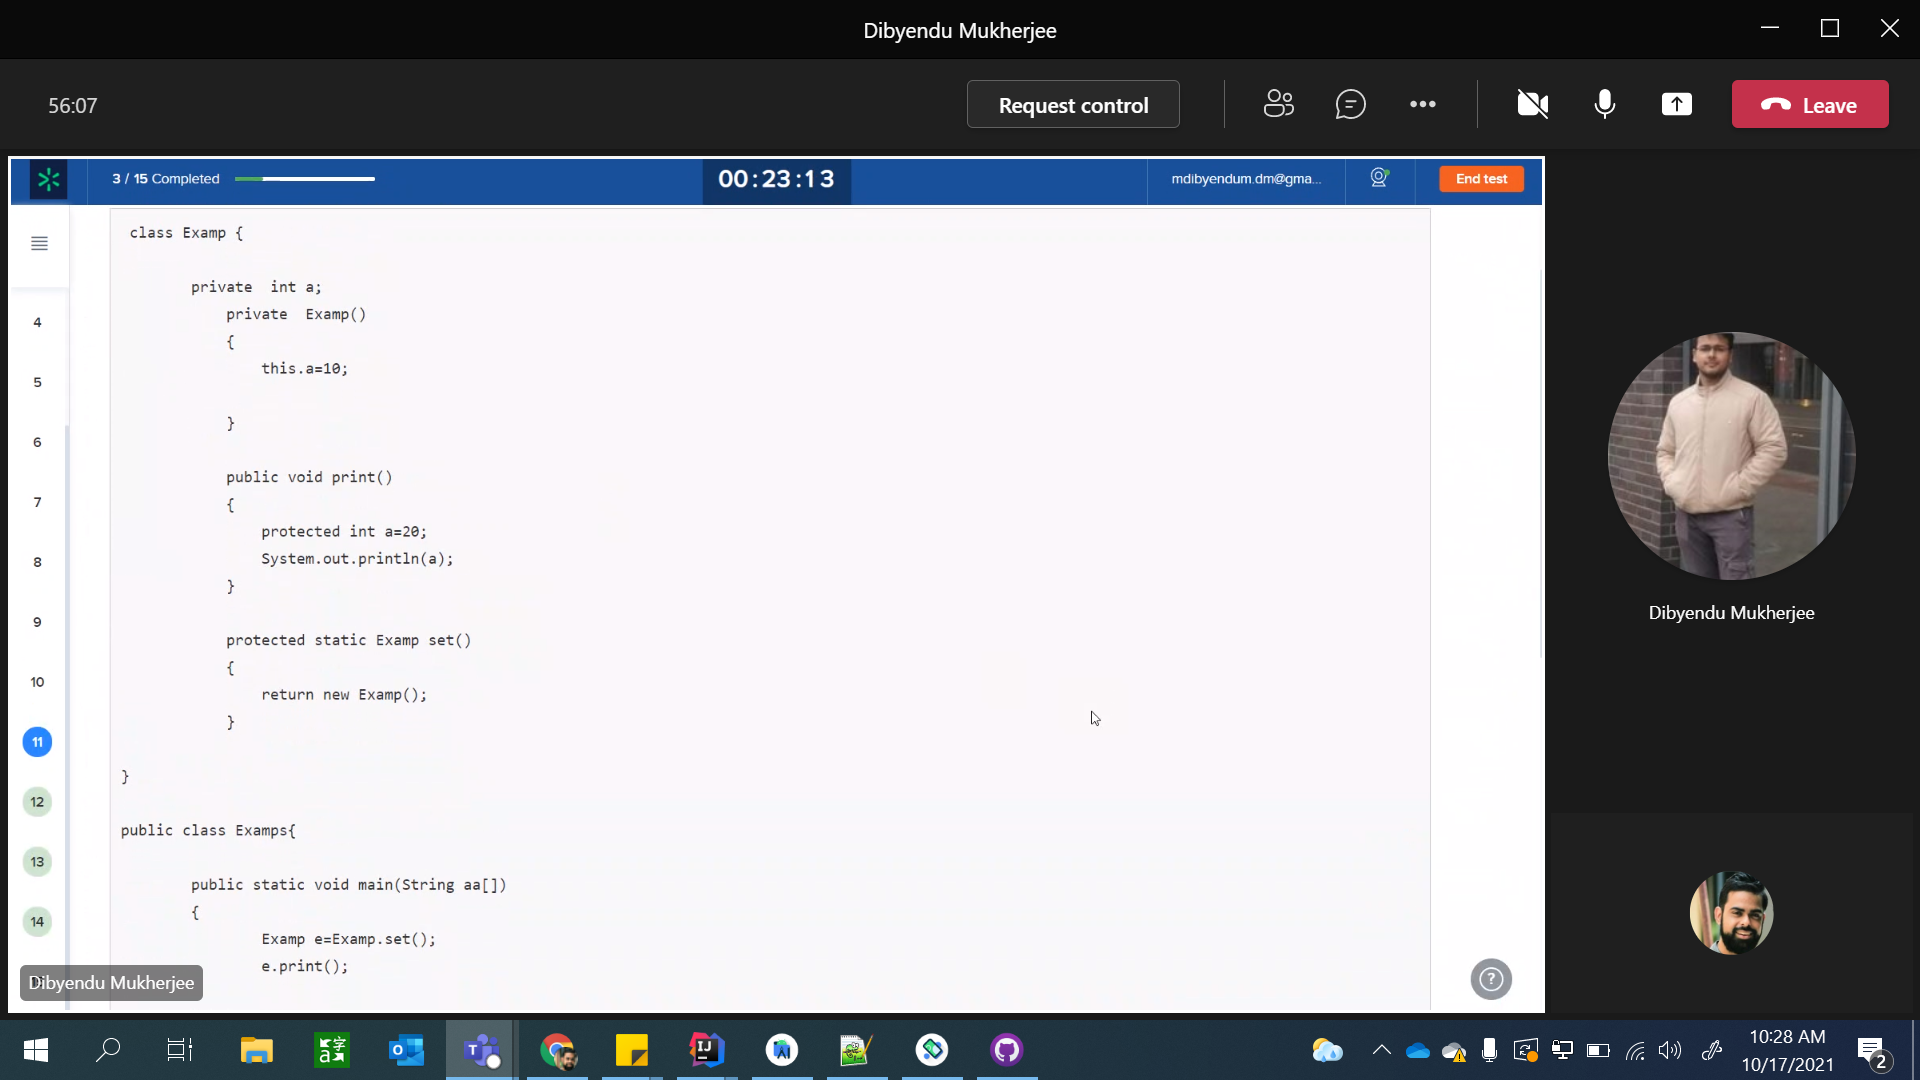 Dibyendu Mukherjee
56:07
Request control
Leave
3 / 15 Completed
00:23:13
mdibyendum.dm@gma...
End test
class Examp {
private  int a;
private  Examp()
{
this.a=10;
}
public void print()
{
protected int a=20;
System.out.println(a);
}
protected static Examp set()
{
return new Examp();
}
}
public class Examps{
public static void main(String aa[])
{
Examp e=Examp.set();
e.print();
4
5
6
7
8
9
10
11
12
13
14
Dibyendu Mukherjee
?
Dibyendu Mukherjee
10:28 AM
10/17/2021
2